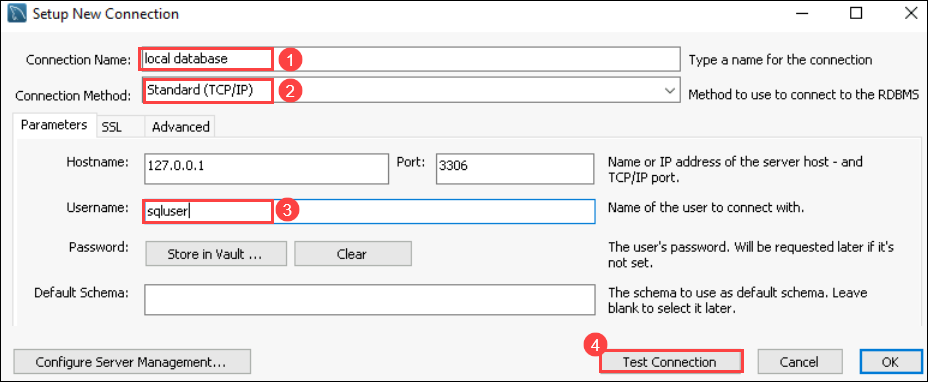 Setup New Connection
Connection Name: local database 1 Type a name for the connection
Connection Method: Standard (TCP/IP) 2 Method to use to connect to the RDBMS
Parameters SSL Advanced
Hostname: 127.0.0.1 Port: 3306 Name or IP address of the server host - and
TCP/IP port.
Username: sqluser 3 Name of the user to connect with.
Password: Store in Vault ... Clear The user's password. Will be requested later if it's
not set.
Default Schema: The schema to use as default schema. Leave
blank to select it later.
4
Configure Server Management... Test Connection Cancel OK